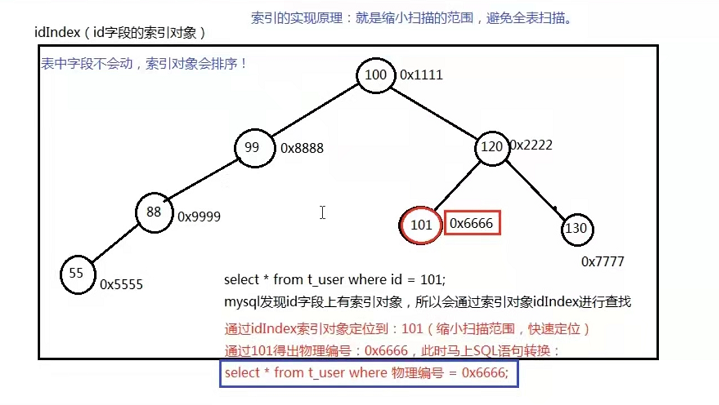 索引的实现原理：就是缩小扫描的范围，避免全表扫描。
idIndex（id字段的索引对象）
表中字段不会动，索引对象会排序！
100 0x1111
99 0x8888
120 0x2222
88 0x9999
101 0x6666
130
0x7777
55 0x5555
select * from t_user where id = 101;
mysql发现id字段上有索引对象，所以会通过索引对象idIndex进行查找
通过idIndex索引对象定位到：101（缩小扫描范围，快速定位）
通过101得出物理编号：0x6666，此时马上SQL语句转换：
select * from t_user where 物理编号 = 0x6666;